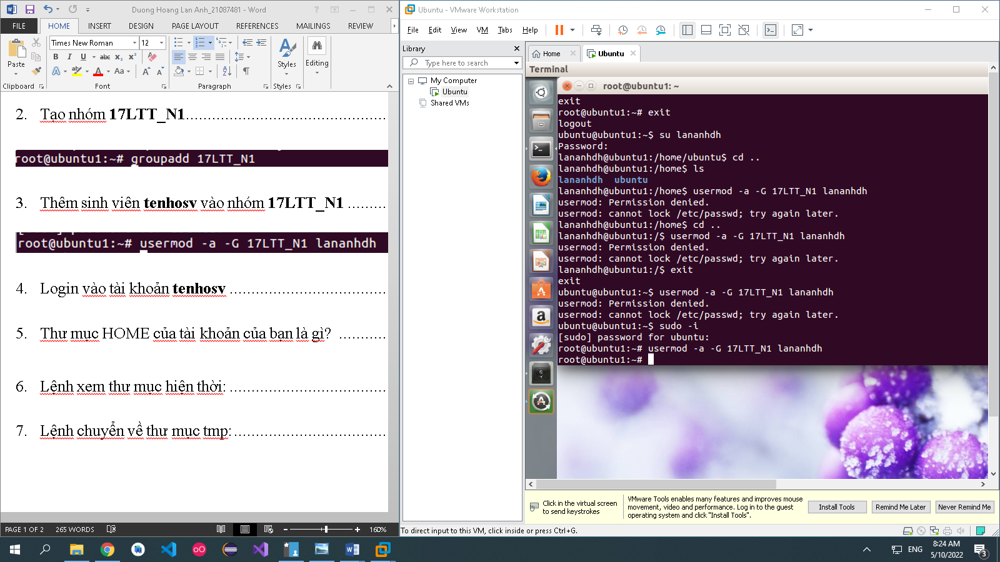 Duong Hoang Lan Anh_21087481 - Word
FILE HOME INSERT DESIGN PAGE LAYOUT REFERENCES MAILINGS REVIEW
Times New Roman 12
Paste
Styles
Editing
Clipboard Font Paragraph Styles
2. Tạo nhóm 17LTT_N1
root@ubuntu1:~# groupadd 17LTT_N1
3. Thêm sinh viên tenhosv vào nhóm 17LTT_N1
root@ubuntu1:~# usermod -a -G 17LTT_N1 lananhdh
4. Login vào tài khoản tenhosv
5. Thư mục HOME của tài khoản của bạn là gì?
6. Lệnh xem thư mục hiện thời:
7. Lệnh chuyển về thư mục tmp:
PAGE 1 OF 2 265 WORDS 160%
Ubuntu - VMware Workstation
File Edit View VM Tabs Help
Library
Type here to search
My Computer
Ubuntu
Shared VMs
Home Ubuntu
Terminal
root@ubuntu1: ~
exit
root@ubuntu1:~# exit
logout
ubuntu@ubuntu1:~$ su lananhdh
Password:
lananhdh@ubuntu1:/home/ubuntu$ cd ..
lananhdh@ubuntu1:/home$ ls
lananhdh ubuntu
lananhdh@ubuntu1:/home$ usermod -a -G 17LTT_N1 lananhdh
usermod: Permission denied.
usermod: cannot lock /etc/passwd; try again later.
lananhdh@ubuntu1:/home$ cd ..
lananhdh@ubuntu1:/$ usermod -a -G 17LTT_N1 lananhdh
usermod: Permission denied.
usermod: cannot lock /etc/passwd; try again later.
lananhdh@ubuntu1:/$ exit
exit
ubuntu@ubuntu1:~$ usermod -a -G 17LTT_N1 lananhdh
usermod: Permission denied.
usermod: cannot lock /etc/passwd; try again later.
ubuntu@ubuntu1:~$ sudo -i
[sudo] password for ubuntu:
root@ubuntu1:~# usermod -a -G 17LTT_N1 lananhdh
root@ubuntu1:~#
Click in the virtual screen
to send keystrokes
VMware Tools enables many features and improves mouse
movement, video and performance. Log in to the guest
operating system and click "Install Tools".
Install Tools Remind Me Later Never Remind Me
To direct input to this VM, click inside or press Ctrl+G.
ENG
8:24 AM
5/10/2022
3